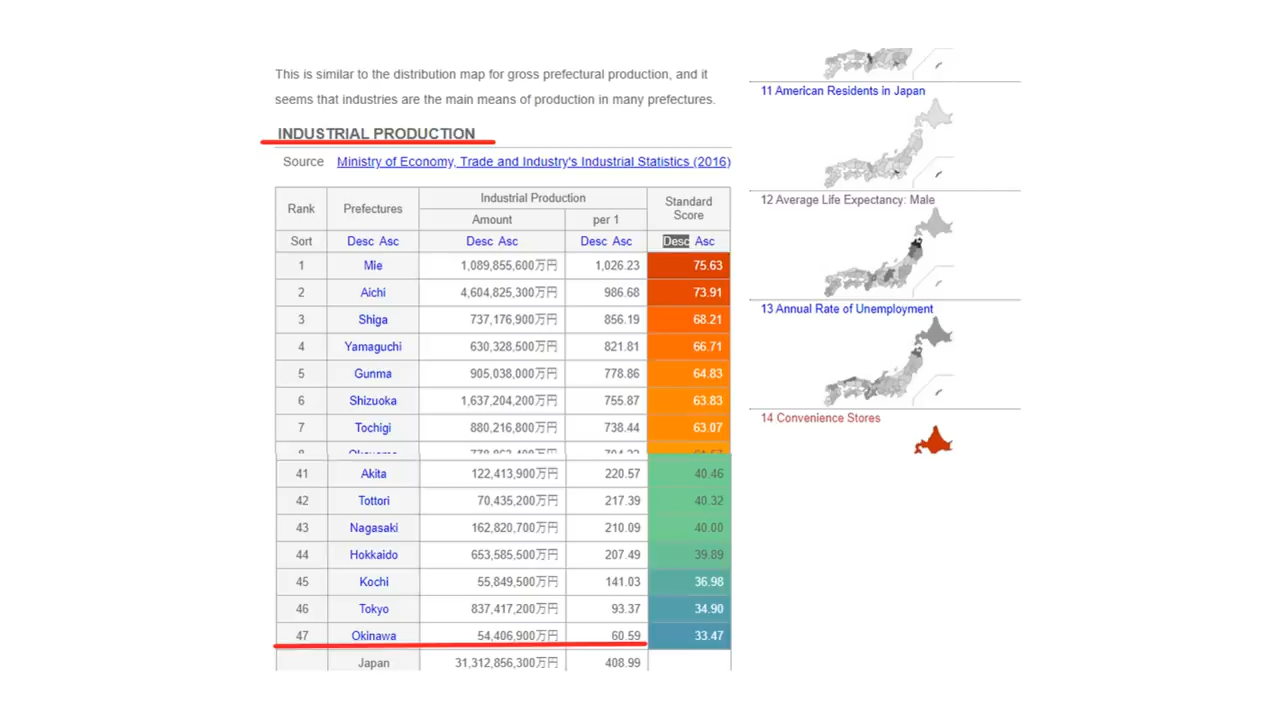 This is similar to the distribution map for gross prefectural production, and it
seems that industries are the main means of production in many prefectures.
INDUSTRIAL PRODUCTION
Source Ministry of Economy, Trade and Industry's Industrial Statistics (2016)
Rank Prefectures Industrial Production Standard Score
Amount per 1
Sort Desc Asc Desc Asc Desc Asc Desc Asc
1 Mie 1,089,855,600万円 1,026.23 75.63
2 Aichi 4,604,825,300万円 986.68 73.91
3 Shiga 737,176,900万円 856.19 68.21
4 Yamaguchi 630,328,500万円 821.81 66.71
5 Gunma 905,038,000万円 778.86 64.83
6 Shizuoka 1,637,204,200万円 755.87 63.83
7 Tochigi 880,216,800万円 738.44 63.07
41 Akita 122,413,900万円 220.57 40.46
42 Tottori 70,435,200万円 217.39 40.32
43 Nagasaki 162,820,700万円 210.09 40.00
44 Hokkaido 653,585,500万円 207.49 39.89
45 Kochi 55,849,500万円 141.03 36.98
46 Tokyo 837,417,200万円 93.37 34.90
47 Okinawa 54,406,900万円 60.59 33.47
Japan 31,312,856,300万円 408.99
11 American Residents in Japan
12 Average Life Expectancy: Male
13 Annual Rate of Unemployment
14 Convenience Stores